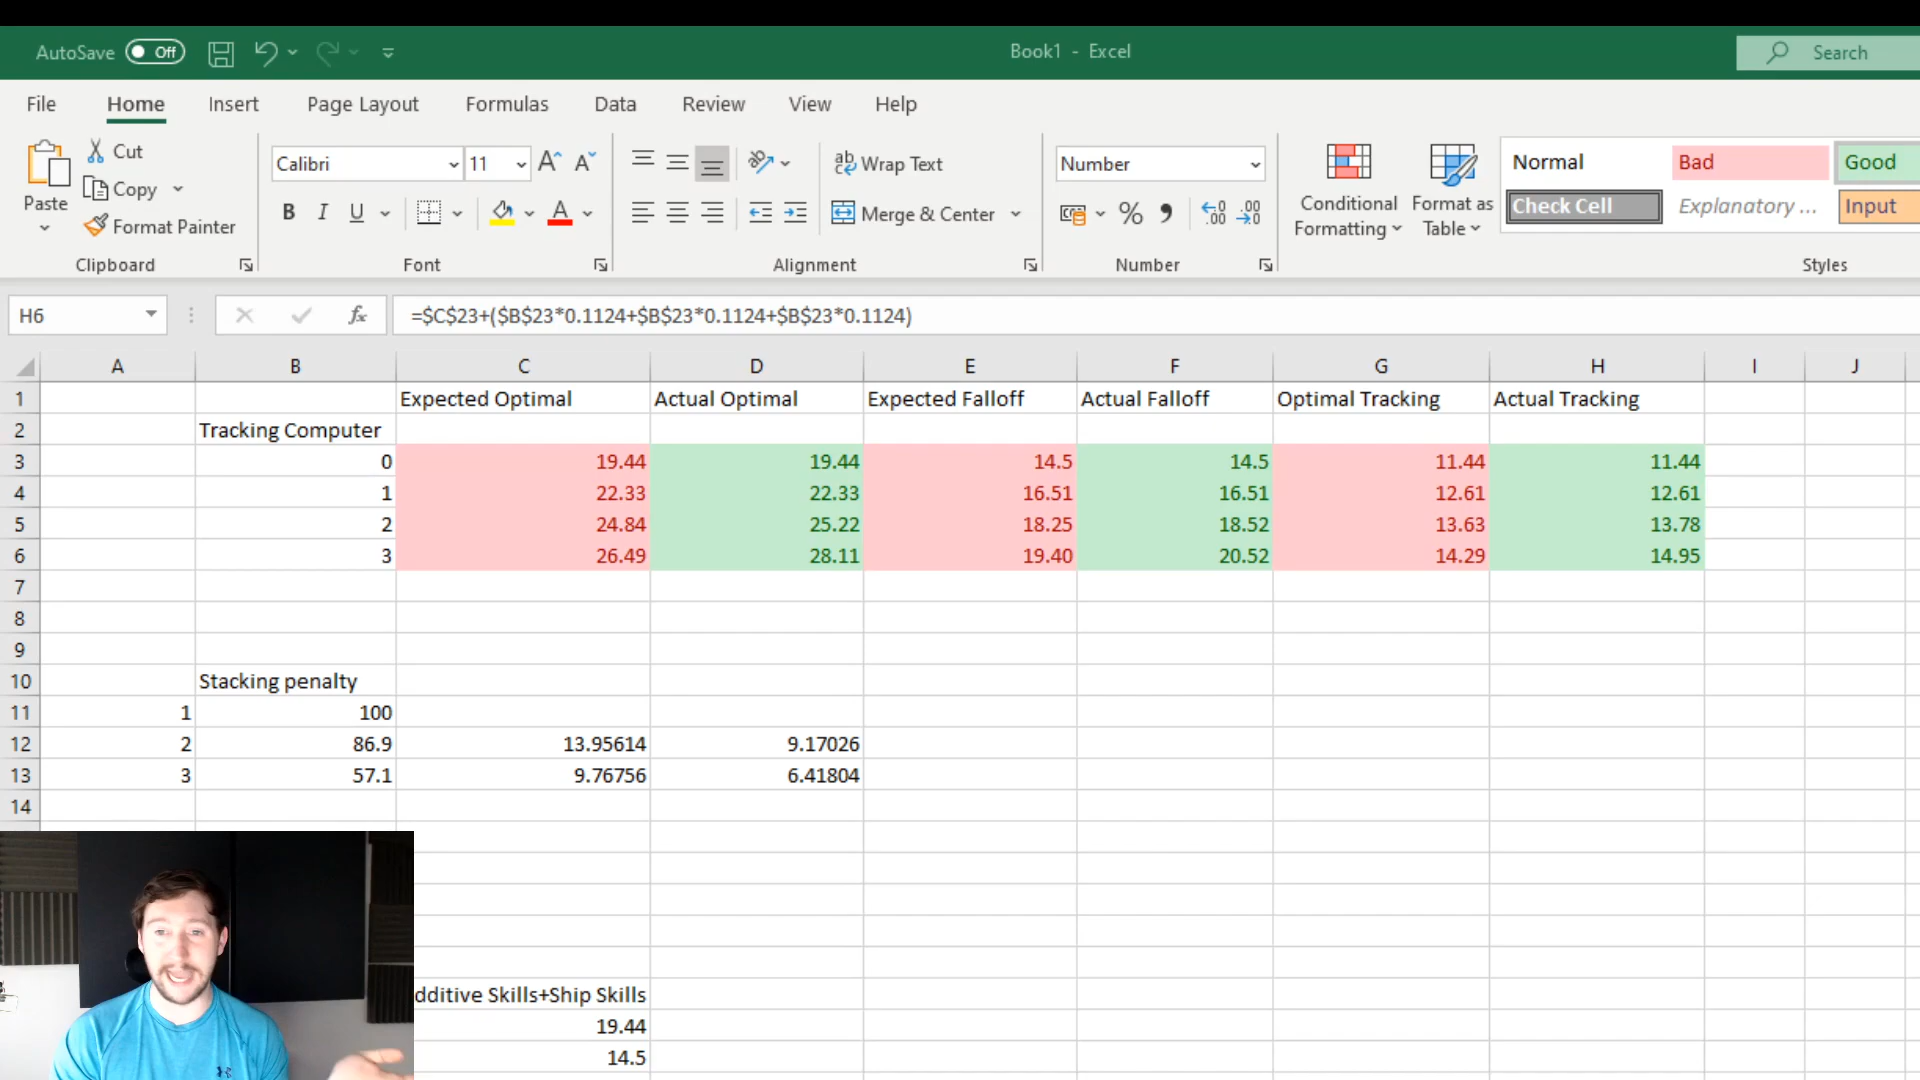 AutoSave Off Book1 - Excel Search
File Home Insert Page Layout Formulas Data Review View Help
Paste Cut Copy Format Painter
Clipboard
Calibri 11
B I U
Font
Wrap Text
Merge & Center
Alignment
Number
Number
Conditional Formatting
Format as Table
Normal Bad Good
Check Cell Explanatory ... Input
Styles
H6 fx =$C$23+($B$23*0.1124+$B$23*0.1124+$B$23*0.1124)
A B C D E F G H I J
1 Expected Optimal Actual Optimal Expected Falloff Actual Falloff Optimal Tracking Actual Tracking
2 Tracking Computer
3 0 19.44 19.44 14.5 14.5 11.44 11.44
4 1 22.33 22.33 16.51 16.51 12.61 12.61
5 2 24.84 25.22 18.25 18.52 13.63 13.78
6 3 26.49 28.11 19.40 20.52 14.29 14.95
7
8
9
10 Stacking penalty
11 1 100
12 2 86.9 13.95614 9.17026
13 3 57.1 9.76756 6.41804
14
dditive Skills+Ship Skills
19.44
14.5